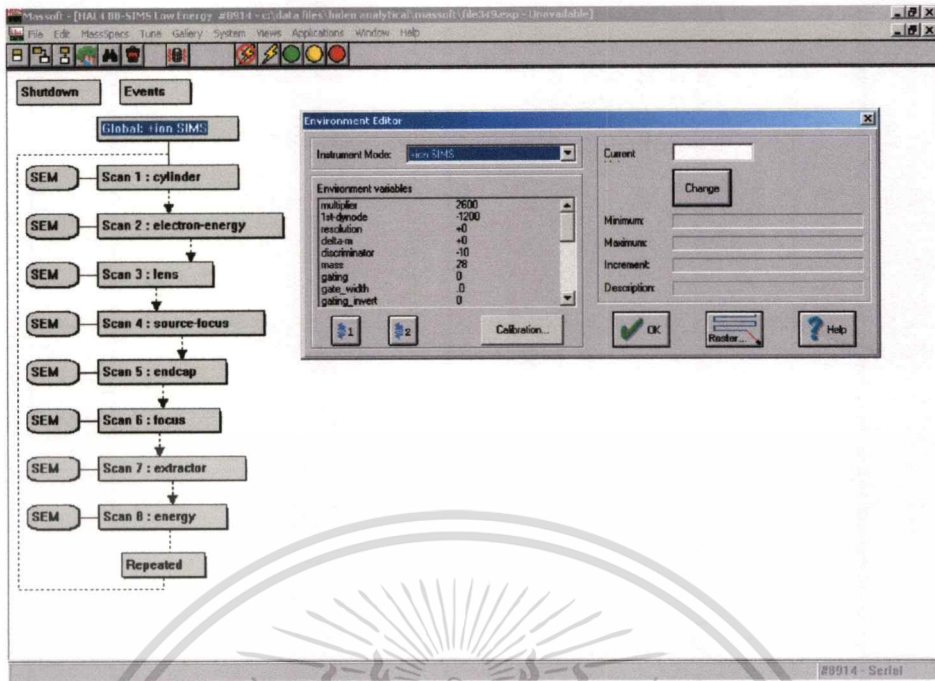 Massoft - [HAL4 88-SIMS Low Energy #8914 - c:\data files\hiden analytical\massoft\file349.exp - Unavailable]
File Edit MassSpec Tune Gallery System Views Applications Window Help
Shutdown Events
Global: +ion SIMS
SEM Scan 1 : cylinder
SEM Scan 2 : electron-energy
SEM Scan 3 : lens
SEM Scan 4 : source-focus
SEM Scan 5 : endcap
SEM Scan 6 : focus
SEM Scan 7 : extractor
SEM Scan 8 : energy
Repeated
Environment Editor
Instrument Mode: +ion SIMS
Environment variables
multiplier 2600
1st-dynode -1200
resolution +0
delta-m +0
discriminator -10
mass 28
gating 0
gate_width .0
gating_invert 0
1 2 Calibration...
Current
Change
Minimum:
Maximum:
Increment:
Description:
OK Raster... Help
#8914 - Serial